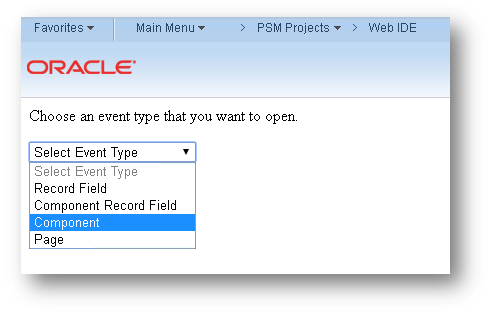 Favorites Main Menu > PSM Projects > Web IDE
ORACLE
Choose an event type that you want to open.
Select Event Type
Select Event Type
Record Field
Component Record Field
Component
Page